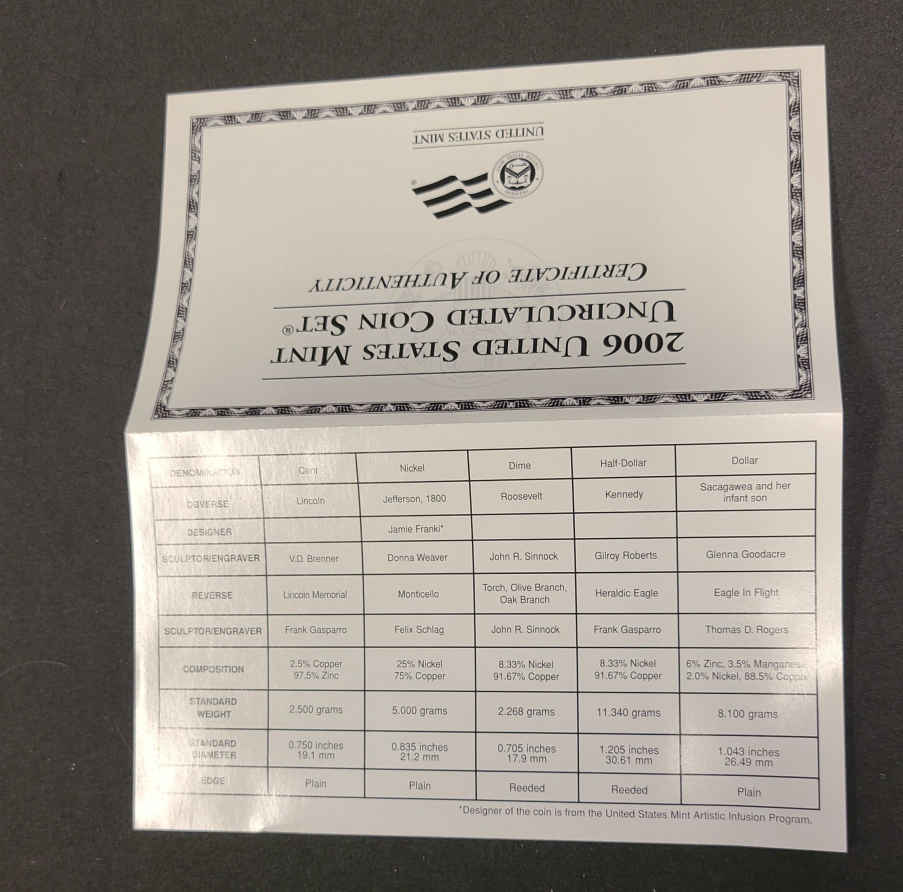 2006 UNITED STATES MINT
UNCIRCULATED COIN SET®
CERTIFICATE OF AUTHENTICITY
UNITED STATES MINT
DENOMINATION Cent Nickel Dime Half-Dollar Dollar
OBVERSE Lincoln Jefferson, 1800 Roosevelt Kennedy Sacagawea and her
infant son
DESIGNER Jamie Franki*
SCULPTOR/ENGRAVER V.D. Brenner Donna Weaver John R. Sinnock Gilroy Roberts Glenna Goodacre
REVERSE Lincoln Memorial Monticello Torch, Olive Branch, Heraldic Eagle Eagle In Flight
Oak Branch
SCULPTOR/ENGRAVER Frank Gasparro Felix Schlag John R. Sinnock Frank Gasparro Thomas D. Rogers
COMPOSITION 2.5% Copper 25% Nickel 8.33% Nickel 8.33% Nickel 6% Zinc, 3.5% Manganese
97.5% Zinc 75% Copper 91.67% Copper 91.67% Copper 2.0% Nickel, 88.5% Copper
STANDARD
WEIGHT 2.500 grams 5.000 grams 2.268 grams 11.340 grams 8.100 grams
STANDARD 0.750 inches 0.835 inches 0.705 inches 1.205 inches 1.043 inches
DIAMETER 19.1 mm 21.2 mm 17.9 mm 30.61 mm 26.49 mm
EDGE Plain Plain Reeded Reeded Plain
*Designer of the coin is from the United States Mint Artistic Infusion Program.